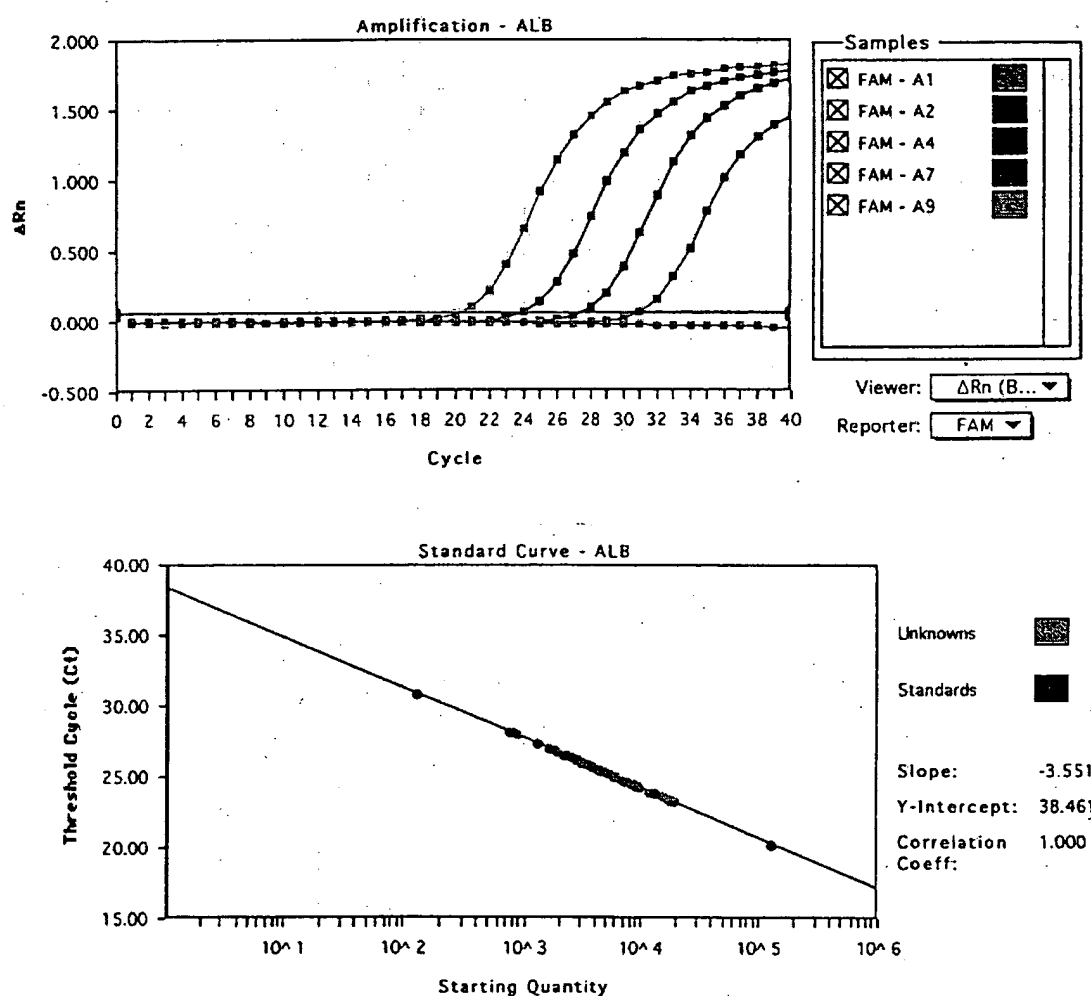 Amplification - ALB
ΔRn
2.000
1.500
1.000
0.500
0.000
-0.500
0 2 4 6 8 10 12 14 16 18 20 22 24 26 28 30 32 34 36 38 40
Cycle
Samples
FAM - A1
FAM - A2
FAM - A4
FAM - A7
FAM - A9
Viewer: ΔRn (B...
Reporter: FAM
Standard Curve - ALB
Threshold Cycle (Ct)
40.00
35.00
30.00
25.00
20.00
15.00
10^1 10^2 10^3 10^4 10^5 10^6
Starting Quantity
Unknowns
Standards
Slope: -3.551
Y-Intercept: 38.461
Correlation 1.000
Coeff: